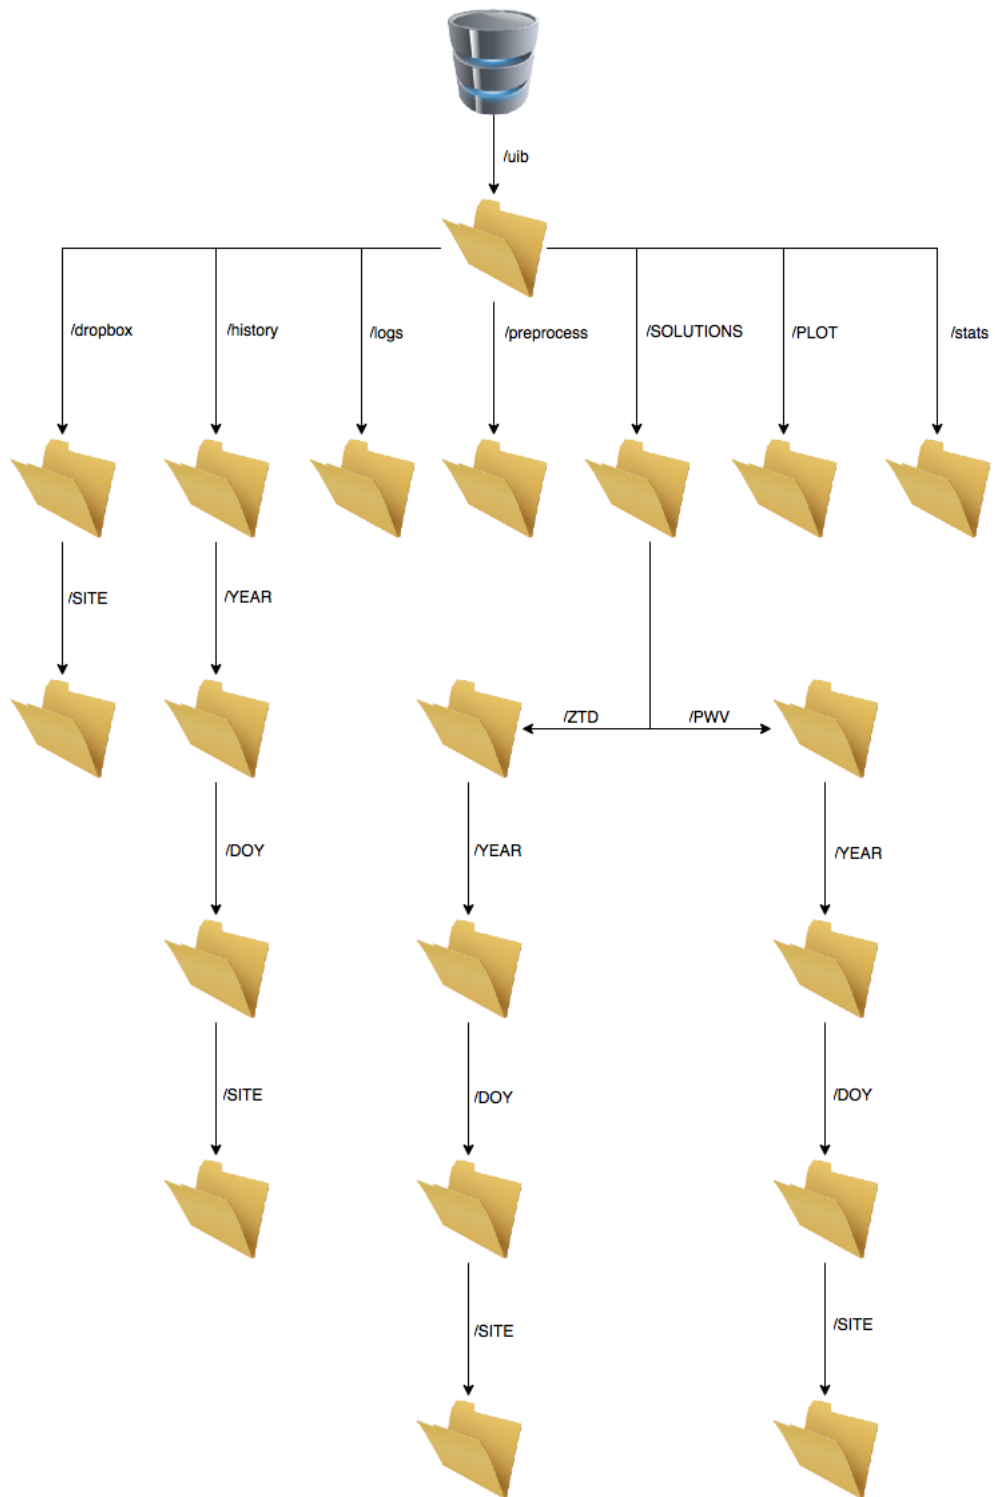 /uib
/dropbox
/history
/logs
/preprocess
/SOLUTIONS
/PLOT
/stats
/SITE
/YEAR
/ZTD
/PWV
/DOY
/YEAR
/YEAR
/SITE
/DOY
/DOY
/SITE
/SITE